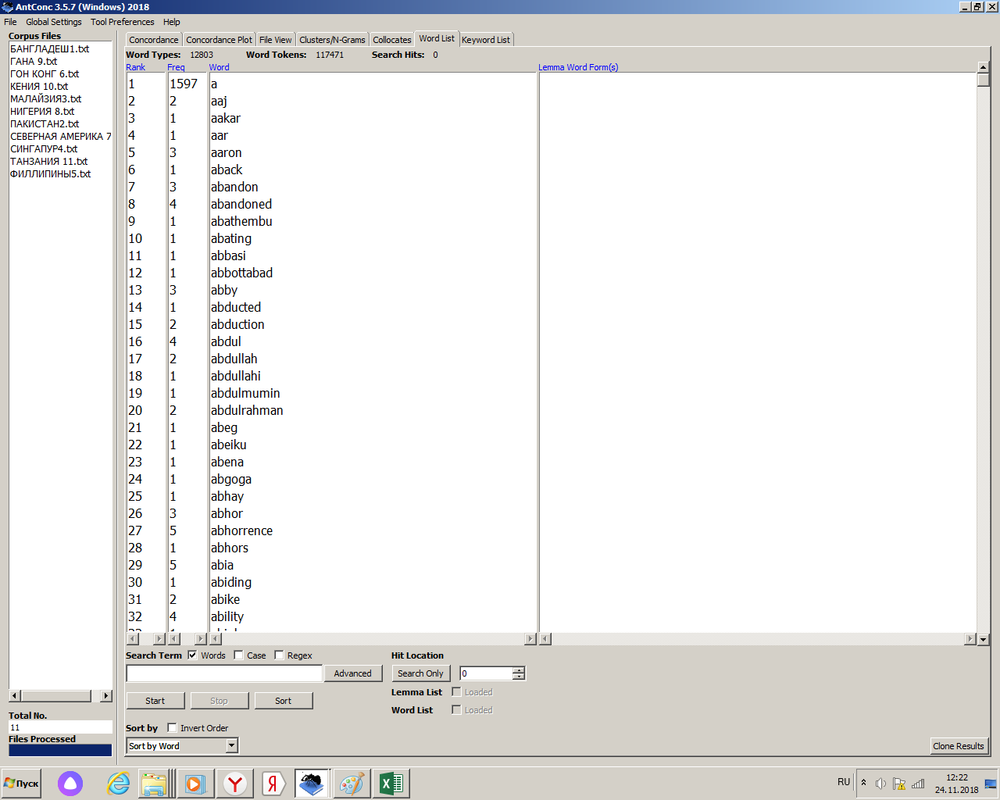 AntConc 3.5.7 (Windows) 2018
File Global Settings Tool Preferences Help
Corpus Files
БАНГЛАДЕШ1.txt
ГАНА 9.txt
ГОН КОНГ 6.txt
КЕНИЯ 10.txt
МАЛАЙЗИЯ3.txt
НИГЕРИЯ 8.txt
ПАКИСТАН2.txt
СЕВЕРНАЯ АМЕРИКА 7
СИНГАПУР4.txt
ТАНЗАНИЯ 11.txt
ФИЛЛИПИНЫ5.txt
Total No.
11
Files Processed
Concordance Concordance Plot File View Clusters/N-Grams Collocates Word List Keyword List
Word Types: 12803 Word Tokens: 117471 Search Hits: 0
Rank Freq Word Lemma Word Form(s)
1 1597 a
2 2 aaj
3 1 aakar
4 1 aar
5 3 aaron
6 1 aback
7 3 abandon
8 4 abandoned
9 1 abathembu
10 1 abating
11 1 abbasi
12 1 abbottabad
13 3 abby
14 1 abducted
15 2 abduction
16 4 abdul
17 2 abdullah
18 1 abdullahi
19 1 abdulmumin
20 2 abdulrahman
21 1 abeg
22 1 abeiku
23 1 abena
24 1 abgoga
25 1 abhay
26 3 abhor
27 5 abhorrence
28 1 abhors
29 5 abia
30 1 abiding
31 2 abike
32 4 ability
Search Term Words Case Regex Hit Location
Advanced Search Only 0
Start Stop Sort Lemma List Loaded
Word List Loaded
Sort by Invert Order
Sort by Word Clone Results
Пуск RU 12:22
24.11.2018